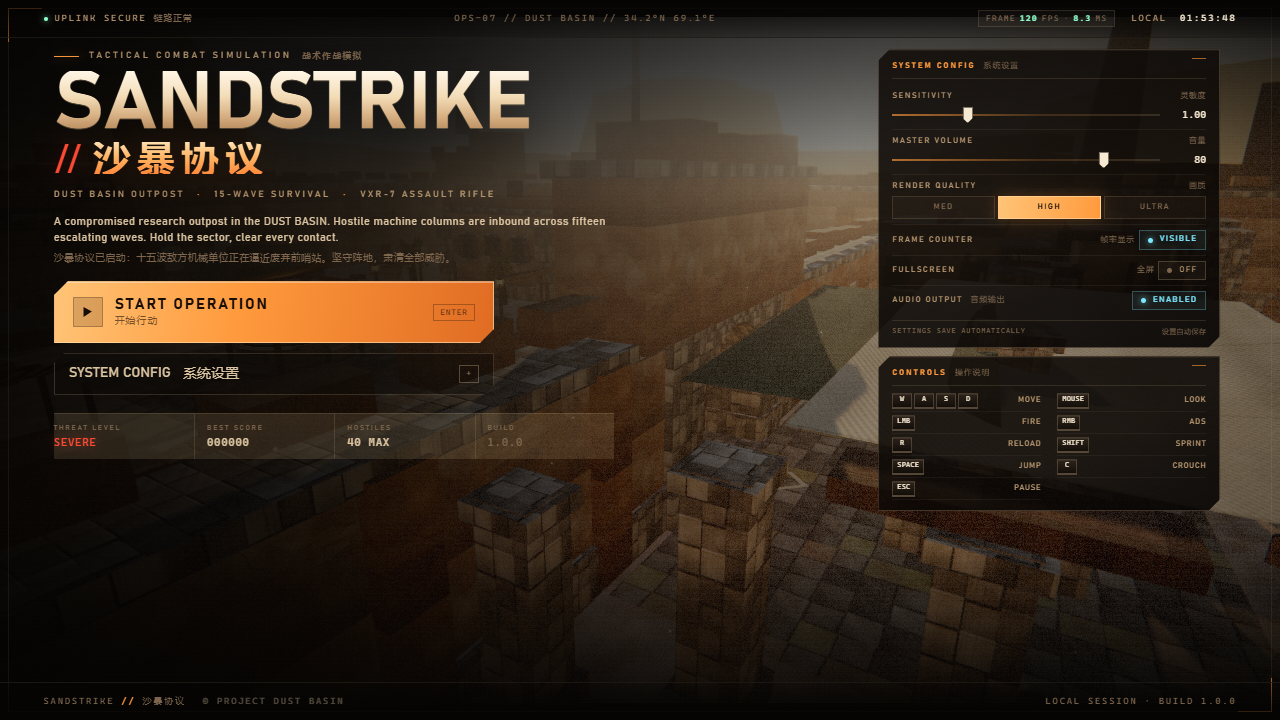 UPLINK SECURE 链路正常
OPS-07 // DUST BASIN // 34.2°N 69.1°E
FRAME 120 FPS · 8.3 MS
LOCAL 01:53:48
TACTICAL COMBAT SIMULATION 战术作战模拟
SANDSTRIKE
// 沙暴协议
DUST BASIN OUTPOST · 15-WAVE SURVIVAL · VXR-7 ASSAULT RIFLE
A compromised research outpost in the DUST BASIN. Hostile machine columns are inbound across fifteen
escalating waves. Hold the sector, clear every contact.
沙暴协议已启动：十五波敌方机械单位正在逼近废弃前哨站。坚守阵地，肃清全部威胁。
START OPERATION
开始行动
ENTER
SYSTEM CONFIG 系统设置
+
THREAT LEVEL
SEVERE
BEST SCORE
000000
HOSTILES
40 MAX
BUILD
1.0.0
SYSTEM CONFIG 系统设置
SENSITIVITY 灵敏度
1.00
MASTER VOLUME 音量
80
RENDER QUALITY 画质
MED HIGH ULTRA
FRAME COUNTER 帧率显示 VISIBLE
FULLSCREEN 全屏 OFF
AUDIO OUTPUT 音频输出 ENABLED
SETTINGS SAVE AUTOMATICALLY 设置自动保存
CONTROLS 操作说明
W A S D MOVE MOUSE LOOK
LMB FIRE RMB ADS
R RELOAD SHIFT SPRINT
SPACE JUMP C CROUCH
ESC PAUSE
SANDSTRIKE // 沙暴协议 © PROJECT DUST BASIN
LOCAL SESSION · BUILD 1.0.0